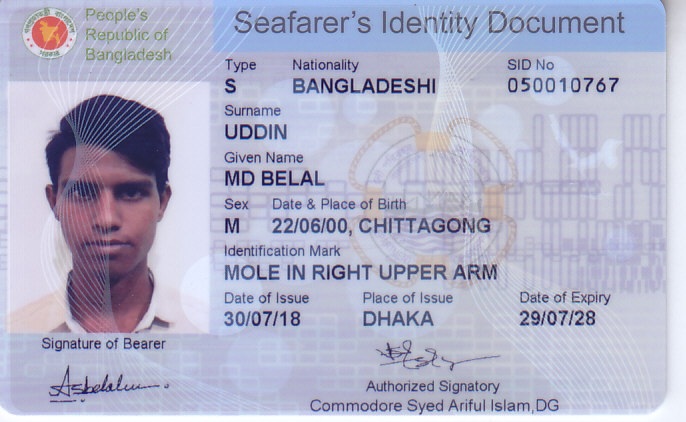 People's
Republic of
Bangladesh
Seafarer's Identity Document
Type Nationality SID No
S BANGLADESHI 050010767
Surname
UDDIN
Given Name
MD BELAL
Sex Date & Place of Birth
M 22/06/00, CHITTAGONG
Identification Mark
MOLE IN RIGHT UPPER ARM
Date of Issue Place of Issue Date of Expiry
30/07/18 DHAKA 29/07/28
Signature of Bearer
Authorized Signatory
Commodore Syed Ariful Islam,DG